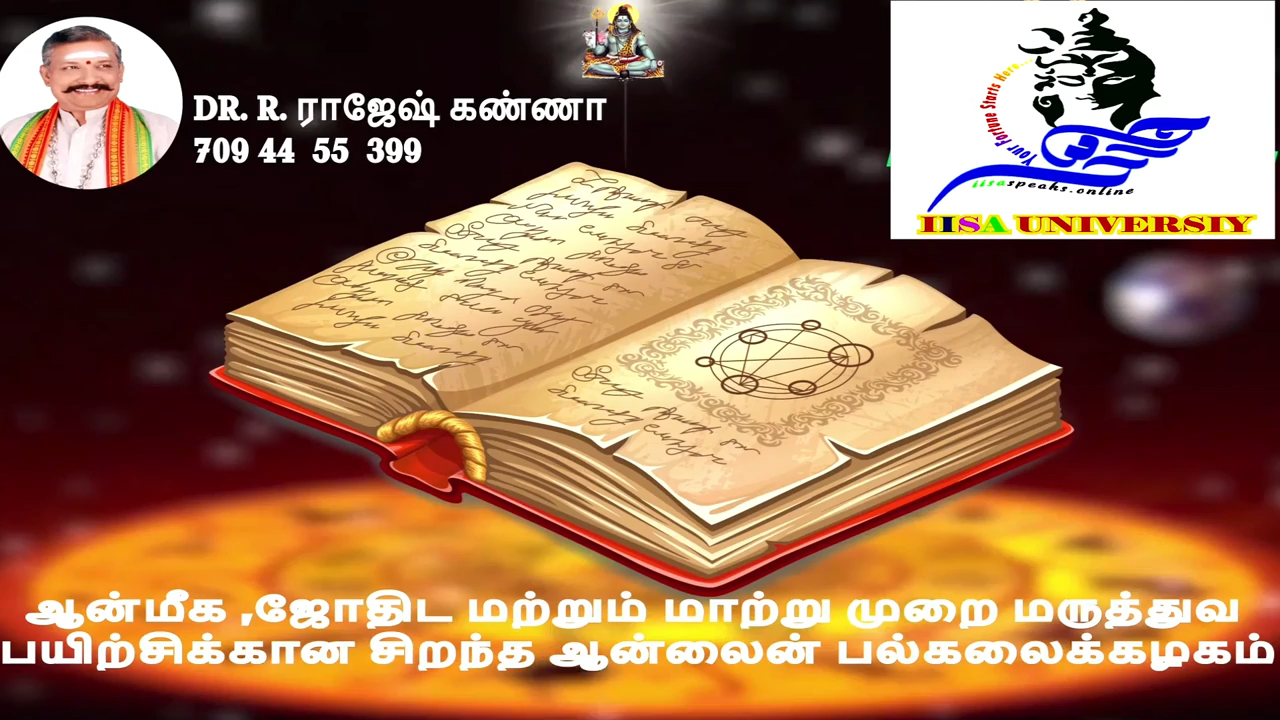 DR. R. ராஜேஷ் கண்ணா
709 44 55 399
Your Fortune Starts Here...
iisaspeaks.online
IISA UNIVERSIY
ஆன்மீக ,ஜோதிட மற்றும் மாற்று முறை மருத்துவ
பயிற்சிக்கான சிறந்த ஆன்லைன் பல்கலைக்கழகம்